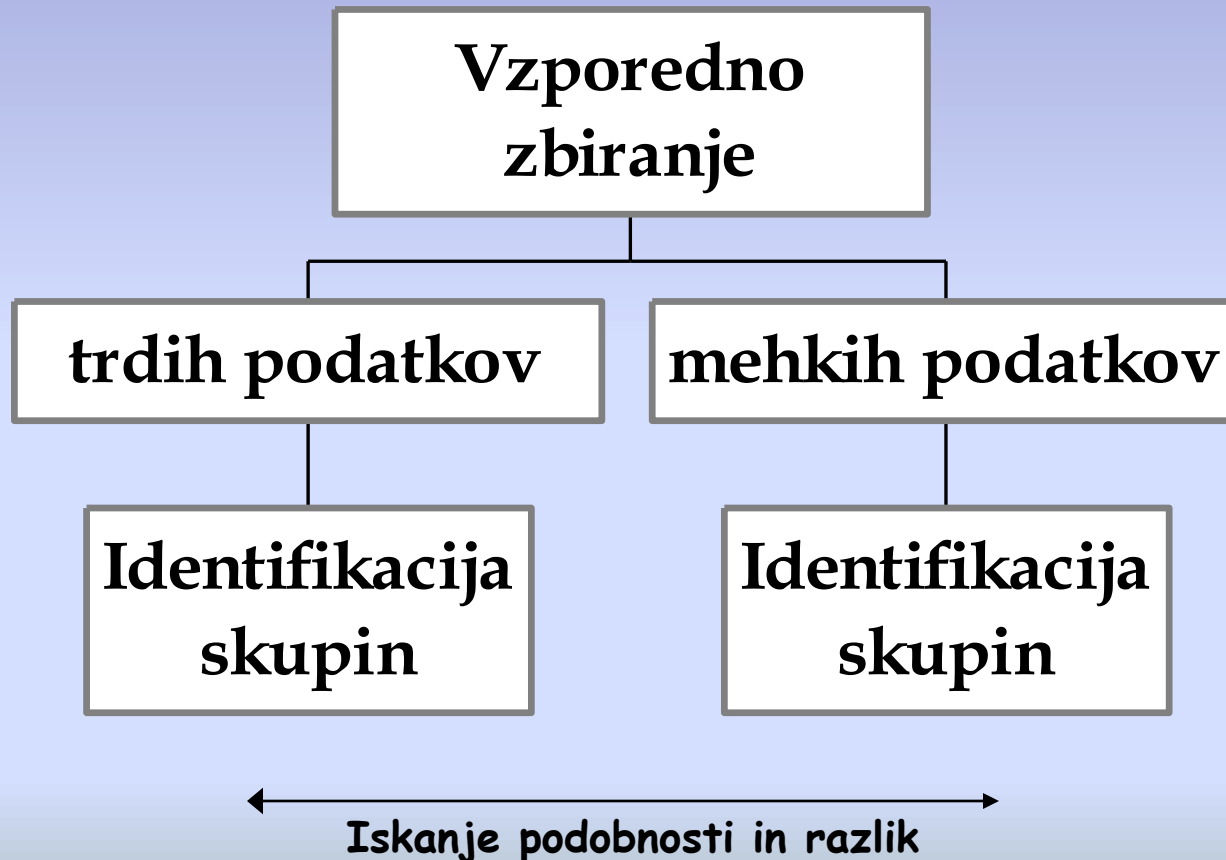 Vzporedno
zbiranje
trdih podatkov
mehkih podatkov
Identifikacija
skupin
Identifikacija
skupin
Iskanje podobnosti in razlik